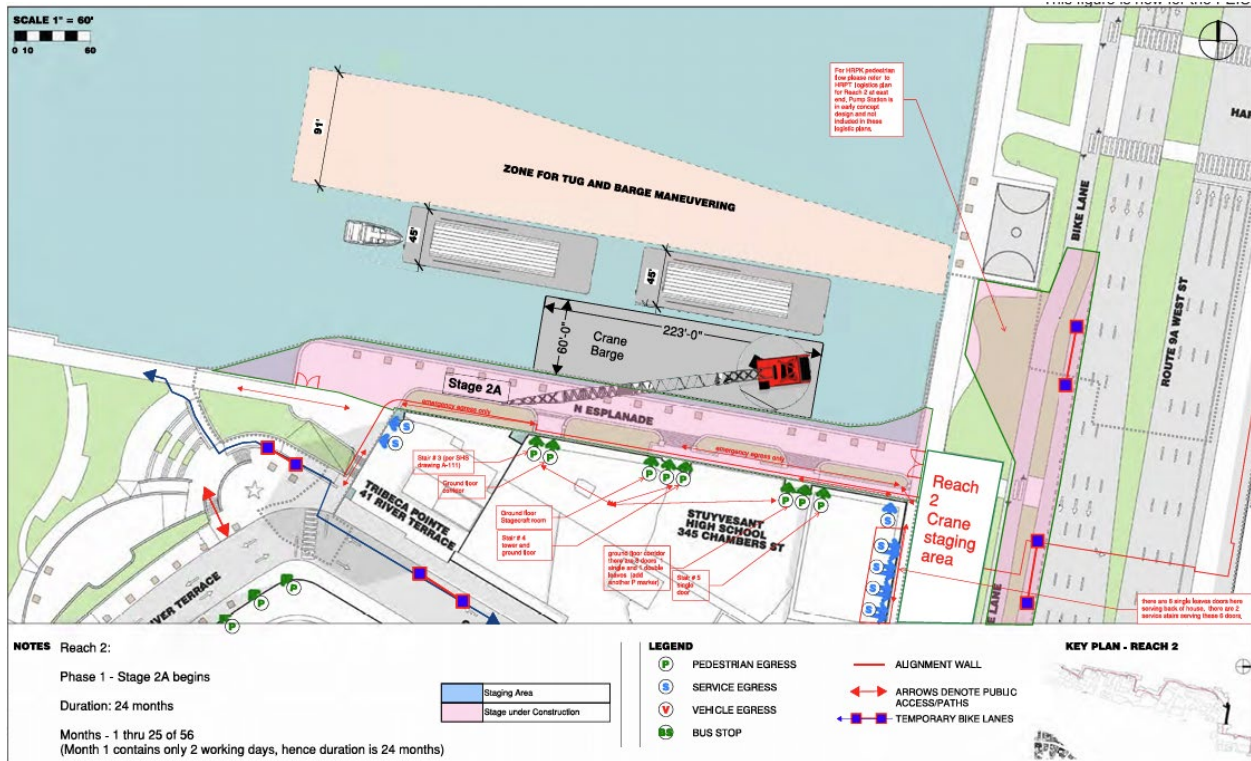 SCALE 1" = 60'
0 10 60
91'
ZONE FOR TUG AND BARGE MANEUVERING
45'
45'
60'-0"
Crane
Barge
223'-0"
Stage 2A
N ESPLANADE
emergency egress only
emergency egress only
For HRPK pedestrian
flow please refer to
HRPT logistics plan
for Reach 2 at east
end, Pump Station is
in early concept
design and not
included in these
logistic plans,
BIKE LANE
ROUTE 9A WEST ST
E LANE
Reach
2
Crane
staging
area
Stair # 3 (per SHS
drawing A-111)
Ground floor
corridor
Ground floor
Stagecraft room
Stair # 4
tower and
ground floor
ground floor corridor
there are 8 doors 1
single and 1 double
leaves (add
another P marker)
Stair # 5
single
door
there are 6 single leaves doors here
serving back of house, there are 2
service stairs serving these 6 doors,
TRIBECA POINTE
41 RIVER TERRACE
STUYVESANT
HIGH SCHOOL
345 CHAMBERS ST
VER TERRACE
S
S
P
P
P
P
P
P
P
P
S
S
S
S
S
P
P
P
NOTES Reach 2:
Phase 1 - Stage 2A begins
Duration: 24 months
Months - 1 thru 25 of 56
(Month 1 contains only 2 working days, hence duration is 24 months)
Staging Area
Stage under Construction
LEGEND
P PEDESTRIAN EGRESS
S SERVICE EGRESS
V VEHICLE EGRESS
BS BUS STOP
ALIGNMENT WALL
ARROWS DENOTE PUBLIC
ACCESS/PATHS
TEMPORARY BIKE LANES
KEY PLAN - REACH 2